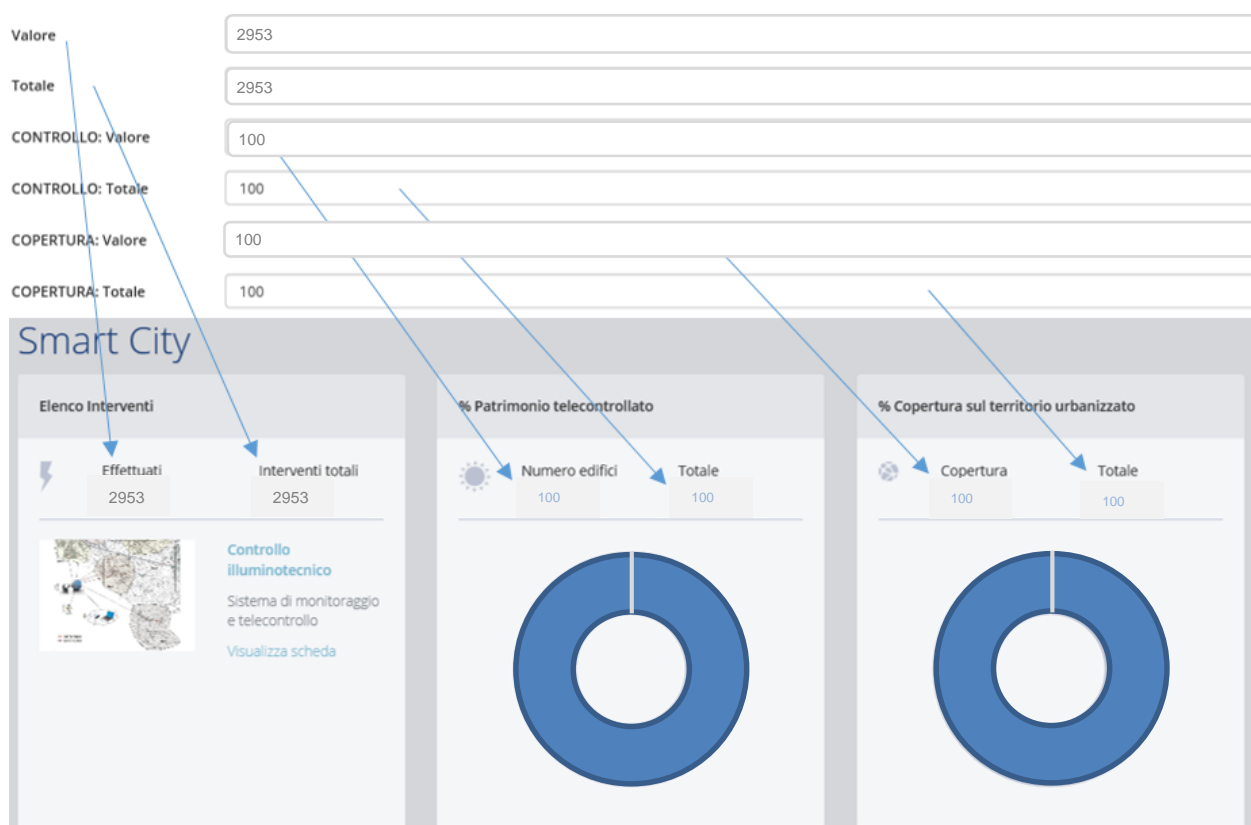 Valore 2953
Totale 2953
CONTROLLO: Valore 100
CONTROLLO: Totale 100
COPERTURA: Valore 100
COPERTURA: Totale 100
Smart City
Elenco Interventi
Effettuati Interventi totali
2953 2953
Controllo
illuminotecnico
Sistema di monitoraggio
e telecontrollo
Visualizza scheda
% Patrimonio telecontrollato
Numero edifici Totale
100 100
% Copertura sul territorio urbanizzato
Copertura Totale
100 100